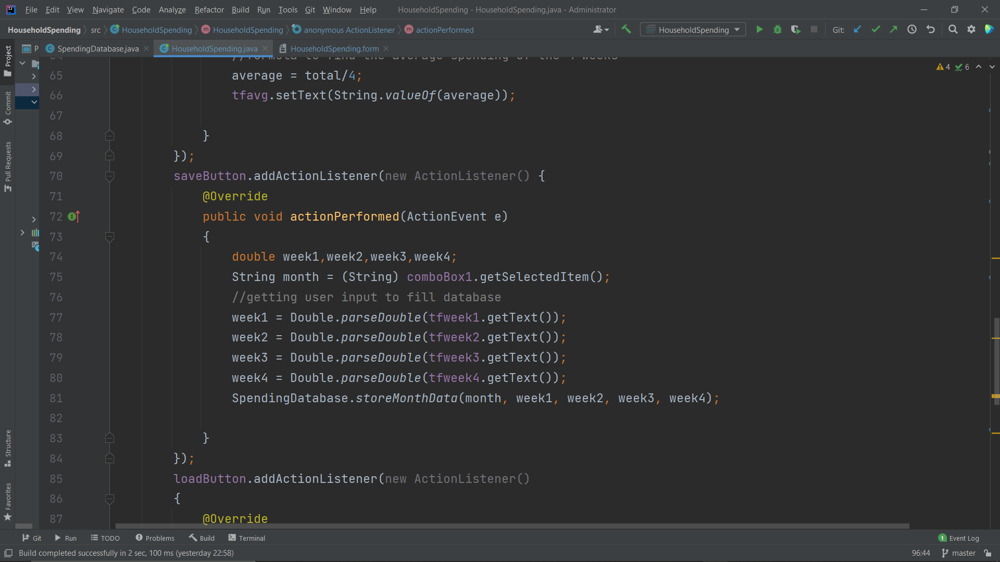 File Edit View Navigate Code Analyze Refactor Build Run Tools Git Window Help HouseholdSpending - HouseholdSpending.java - Administrator
HouseholdSpending src HouseholdSpending HouseholdSpending anonymous ActionListener actionPerformed HouseholdSpending Git:
P SpendingDatabase.java HouseholdSpending.java HouseholdSpending.form
Project
Commit
Pull Requests
Structure
Favorites
4 6
65 average = total/4;
66 tfavg.setText(String.valueOf(average));
67
68 }
69 });
70 saveButton.addActionListener(new ActionListener() {
71 @Override
72 public void actionPerformed(ActionEvent e)
73 {
74 double week1,week2,week3,week4;
75 String month = (String) comboBox1.getSelectedItem();
76 //getting user input to fill database
77 week1 = Double.parseDouble(tfweek1.getText());
78 week2 = Double.parseDouble(tfweek2.getText());
79 week3 = Double.parseDouble(tfweek3.getText());
80 week4 = Double.parseDouble(tfweek4.getText());
81 SpendingDatabase.storeMonthData(month, week1, week2, week3, week4);
82
83 }
84 });
85 loadButton.addActionListener(new ActionListener()
86 {
87 @Override
Git Run TODO Problems Build Terminal 1 Event Log
Build completed successfully in 2 sec, 100 ms (yesterday 22:58) 96:44 master